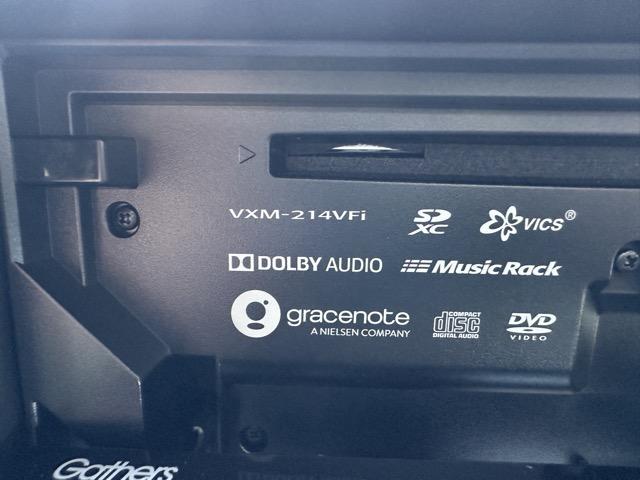 VXM-214VFi
SD XC
VICS®
DOLBY AUDIO
Music Rack
gracenote
A NIELSEN COMPANY
COMPACT disc DIGITAL AUDIO
DVD VIDEO
Gathers